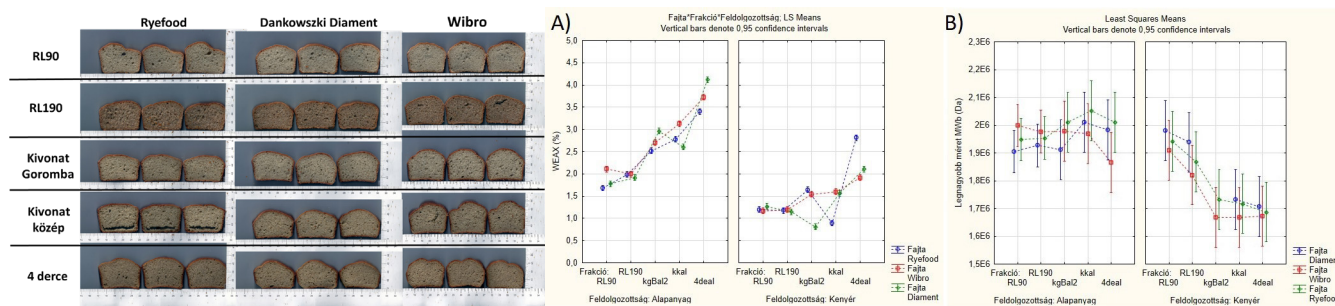 Ryefood
Dankowszki Diament
Wibro
RL90
RL190
Kivonat
Goromba
Kivonat
közép
4 derce
A)
Fajta*Frakció*Feldolgozottság; LS Means
Vertical bars denote 0,95 confidence intervals
WEAX (%)
5,0
4,5
4,0
3,5
3,0
2,5
2,0
1,5
1,0
0,5
0,0
Frakció: RL190 kkal
RL90 kgBal2 4deal
Feldolgozottság: Alapanyag
RL190 kkal
RL90 kgBal2 4deal
Feldolgozottság: Kenyér
Fajta
Ryefood
Fajta
Wibro
Fajta
Diament
B)
Least Squares Means
Vertical bars denote 0,95 confidence intervals
Legnagyobb méret MVb (Da)
2,3E6
2,2E6
2,1E6
2E6
1,9E6
1,8E6
1,7E6
1,6E6
1,5E6
Frakció: RL190 kkal
RL90 kgBal2 4deal
Feldolgozottság: Alapanyag
RL190 kkal
RL90 kgBal2 4deal
Feldolgozottság: Kenyér
Fajta
Diamer
Fajta
Wibro
Fajta
Ryefood